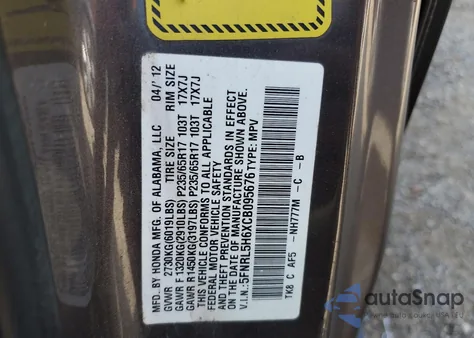 MFD. BY HONDA MFG. OF ALABAMA, LLC 04/12
GVWR 2730KG(6019LBS) TIRE SIZE RIM SIZE
GAWR F 1320KG(2910LBS) P235/65R17 103T 17X7J
GAWR R 1450KG(3197LBS) P235/65R17 103T 17X7J
THIS VEHICLE CONFORMS TO ALL APPLICABLE
FEDERAL MOTOR VEHICLE SAFETY
& THEFT PREVENTION STANDARDS IN EFFECT
ON THE DATE OF MANUFACTURE SHOWN ABOVE.
V.I.N.:5FNRL5H6XCB095676 TYPE: MPV
TK8 C AF5 -NH777M -C -B
autoSnap